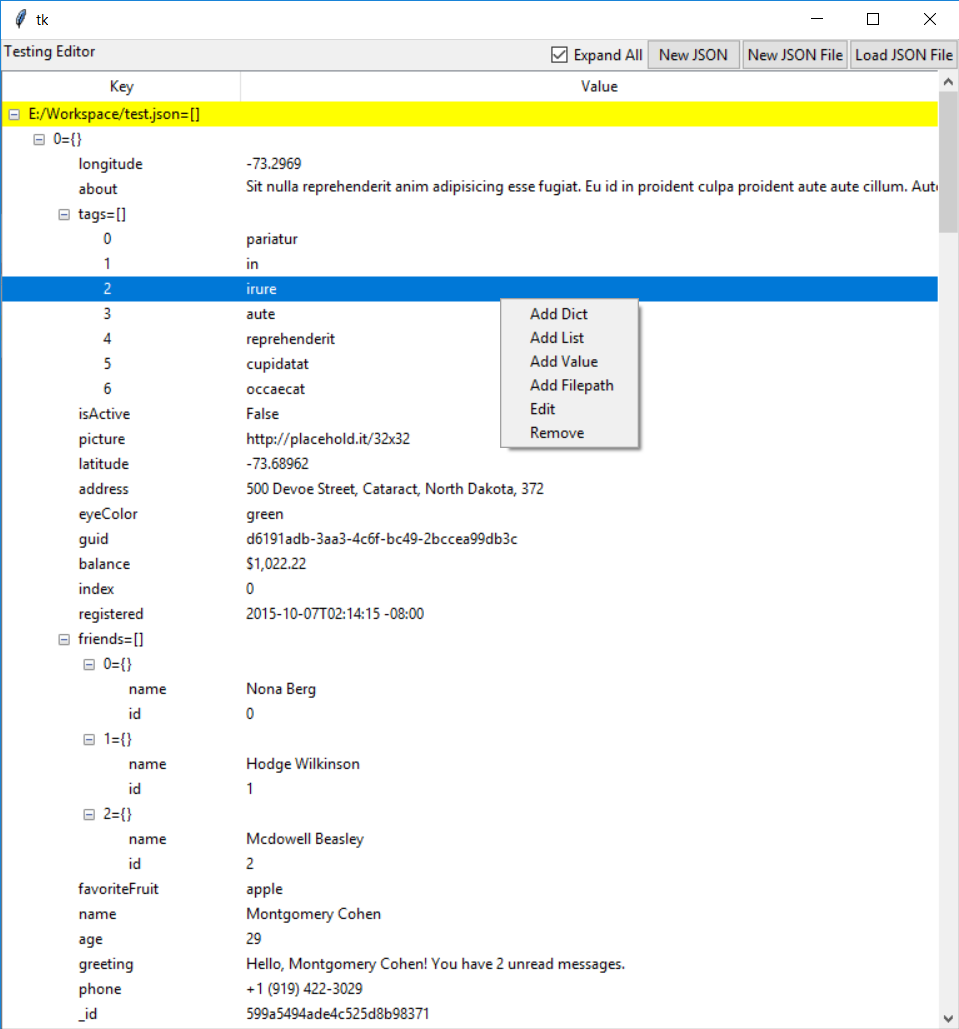 tk
Testing Editor Expand All New JSON New JSON File Load JSON File
Key Value
E:/Workspace/test.json=[]
0={}
longitude -73.2969
about Sit nulla reprehenderit anim adipisicing esse fugiat. Eu id in proident culpa proident aute aute cillum. Aute
tags=[]
0 pariatur
1 in
2 irure
3 aute Add Dict
4 reprehenderit Add List
5 cupidatat Add Value
6 occaecat Add Filepath
isActive False Edit
picture http://placehold.it/32x32 Remove
latitude -73.68962
address 500 Devoe Street, Cataract, North Dakota, 372
eyeColor green
guid d6191adb-3aa3-4c6f-bc49-2bccea99db3c
balance $1,022.22
index 0
registered 2015-10-07T02:14:15 -08:00
friends=[]
0={}
name Nona Berg
id 0
1={}
name Hodge Wilkinson
id 1
2={}
name Mcdowell Beasley
id 2
favoriteFruit apple
name Montgomery Cohen
age 29
greeting Hello, Montgomery Cohen! You have 2 unread messages.
phone +1 (919) 422-3029
_id 599a5494ade4c525d8b98371